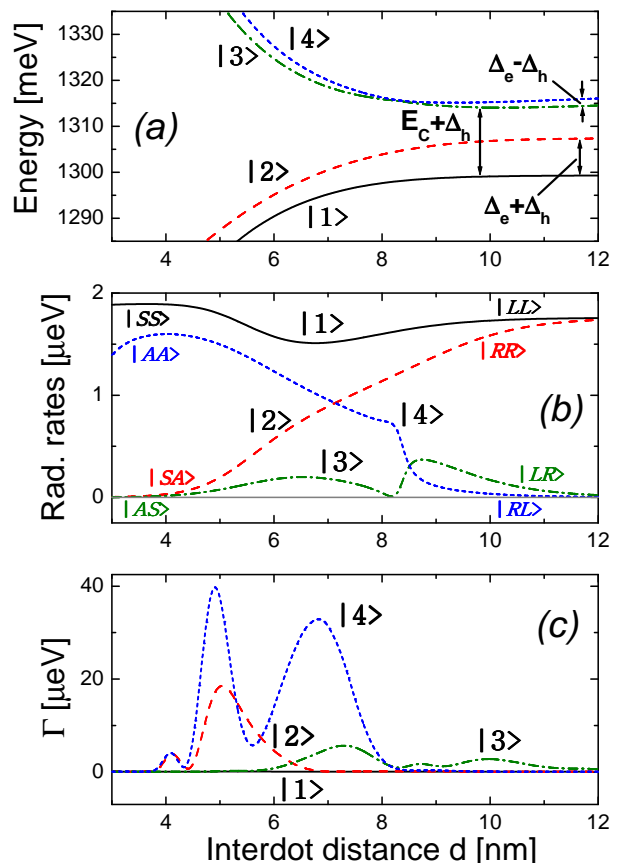 1330
1320
1310
1300
1290
Energy [meV]
|4>
|3>
Δe-Δh
(a)
EC+Δh
|2>
|1>
Δe+Δh
4 6 8 10 12
2
1
0
Rad. rates [μeV]
|SS>
|1>
|LL>
|AA>
|RR>
(b)
|2>
|4>
|3>
|SA>
|LR>
|AS>
|RL>
4 6 8 10 12
40
20
0
Γ [μeV]
|4>
(c)
|2>
|3>
|1>
4 6 8 10 12
Interdot distance d [nm]